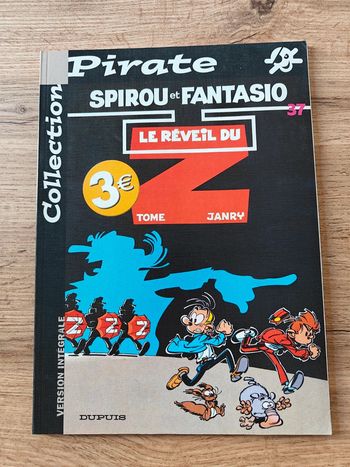 Collection
Pirate
SPIROU et FANTASIO
37
LE RÉVEIL DU
Z
3€
TOME JANRY
Z Z Z
VERSION INTÉGRALE
DUPUIS